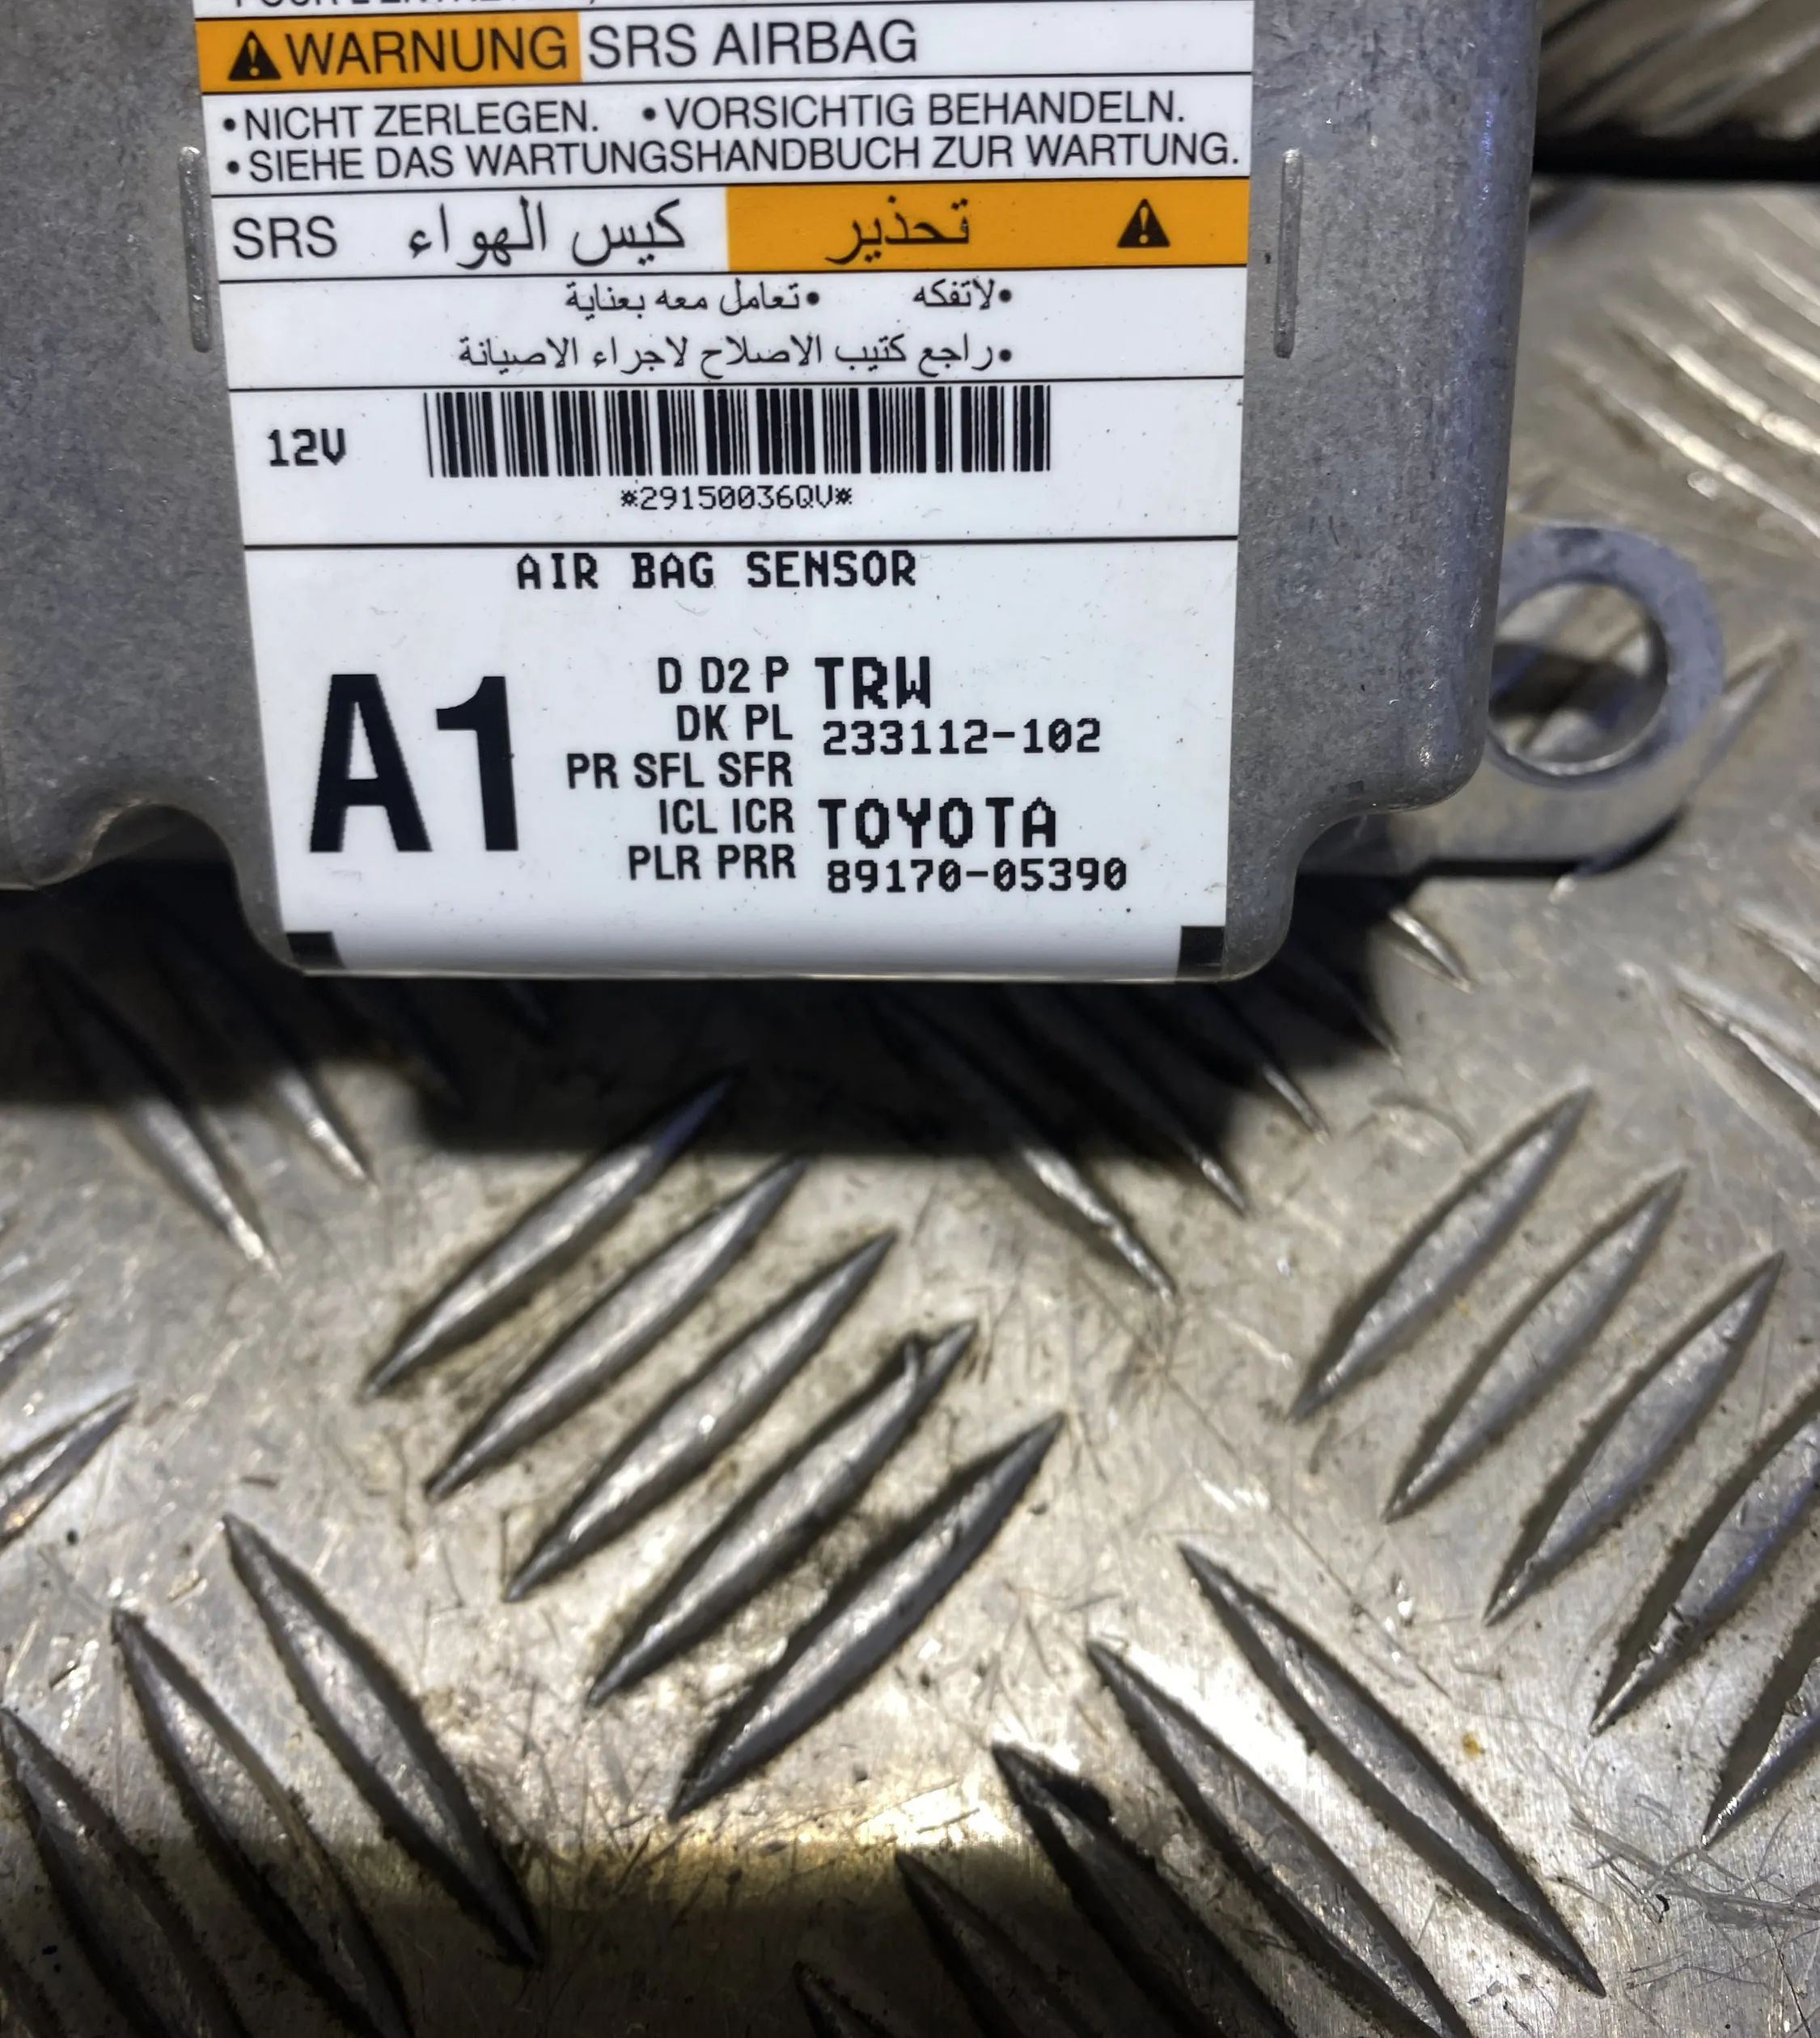 POUR L'ENTRETIEN,
⚠ WARNUNG SRS AIRBAG
•NICHT ZERLEGEN. •VORSICHTIG BEHANDELN.
•SIEHE DAS WARTUNGSHANDBUCH ZUR WARTUNG.
⚠ تحذير كيس الهواء SRS
•لاتفكه •تعامل معه بعناية
•راجع كتيب الاصلاح لاجراء الاصيانة
12V
*29150036QV*
AIR BAG SENSOR
A1
D D2 P
DK PL
PR SFL SFR
ICL ICR
PLR PRR
TRW
233112-102
TOYOTA
89170-05390